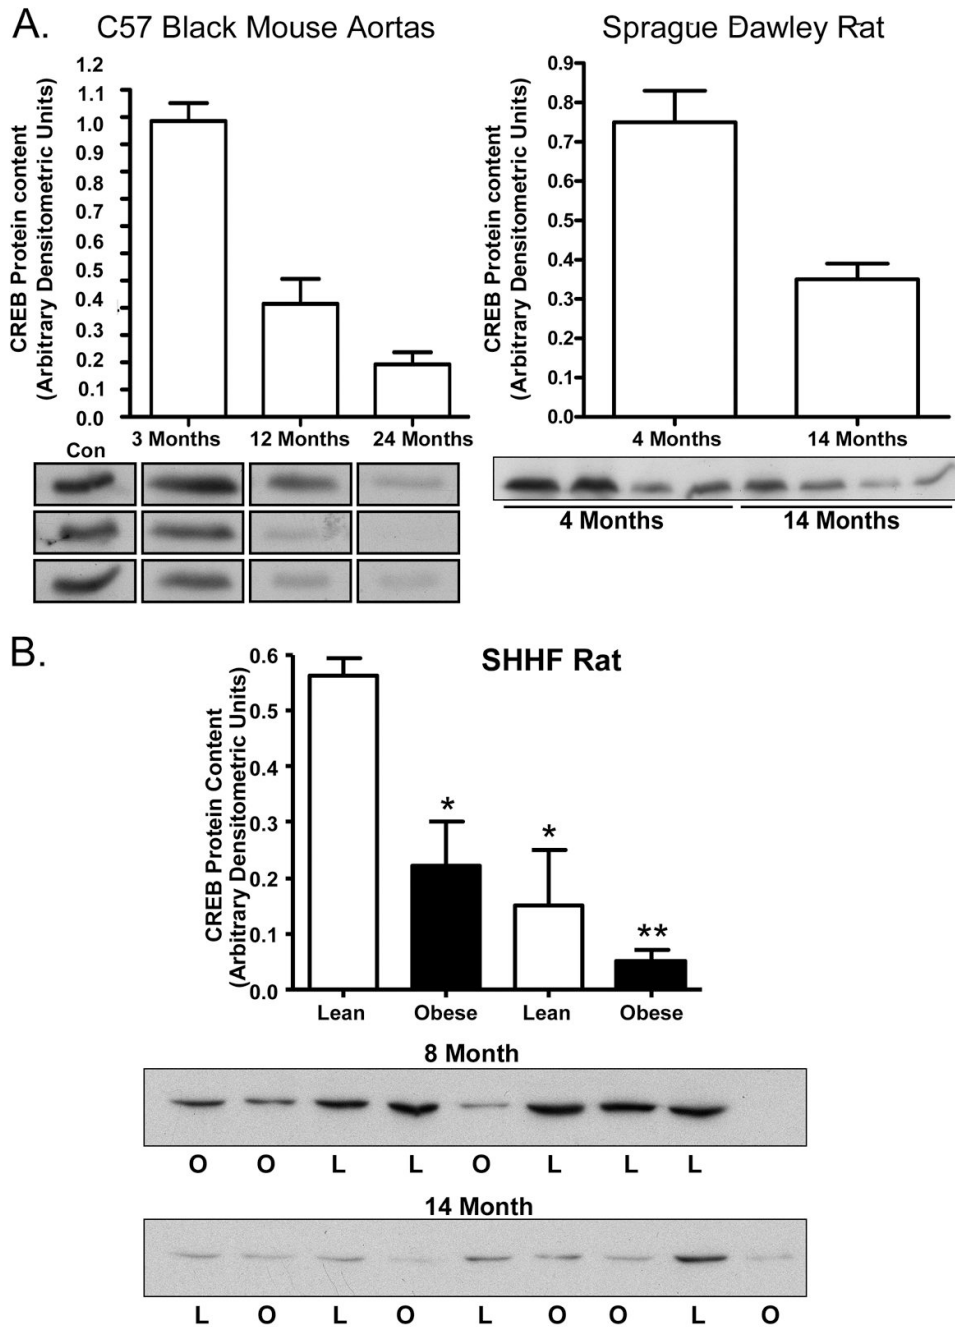 A.
C57 Black Mouse Aortas
CREB Protein content
(Arbitrary Densitometric Units)
1.2
1.1
1.0
0.9
0.8
0.7
0.6
0.5
0.4
0.3
0.2
0.1
0.0
3 Months 12 Months 24 Months
Con
Sprague Dawley Rat
CREB Protein content
(Arbitrary Densitometric Units)
0.9
0.8
0.7
0.6
0.5
0.4
0.3
0.2
0.1
0.0
4 Months 14 Months
4 Months 14 Months
B.
SHHF Rat
CREB Protein Content
(Arbitrary Densitometric Units)
0.6
0.5
0.4
0.3
0.2
0.1
0.0
*
*
**
Lean Obese Lean Obese
8 Month
O O L L O L L L
14 Month
L O L O L O O L O